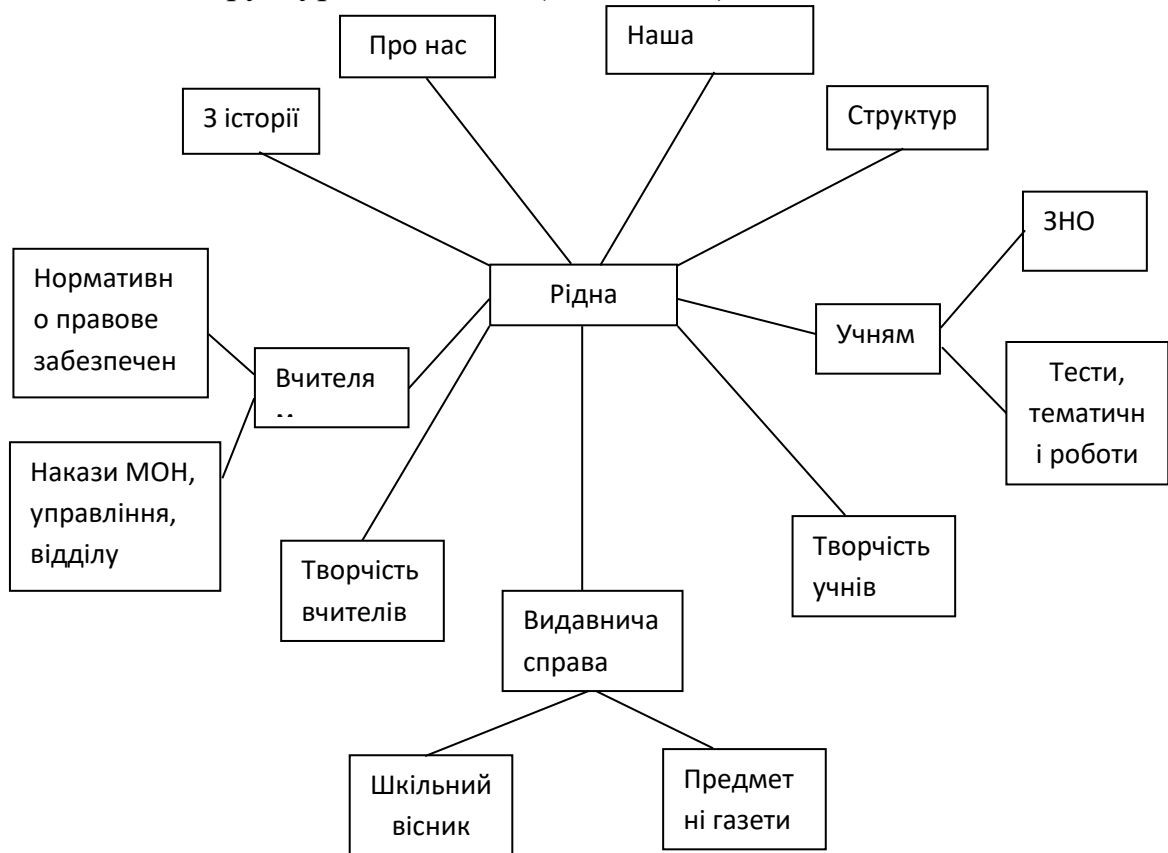 Про нас
Наша
З історії
Структур
ЗНО
Нормативн
о правове
забезпечен
Рідна
Учням
Вчителя
Тести,
тематичн
і роботи
Накази МОН,
управління,
відділу
Творчість
вчителів
Творчість
учнів
Видавнича
справа
Шкільний
вісник
Предмет
ні газети